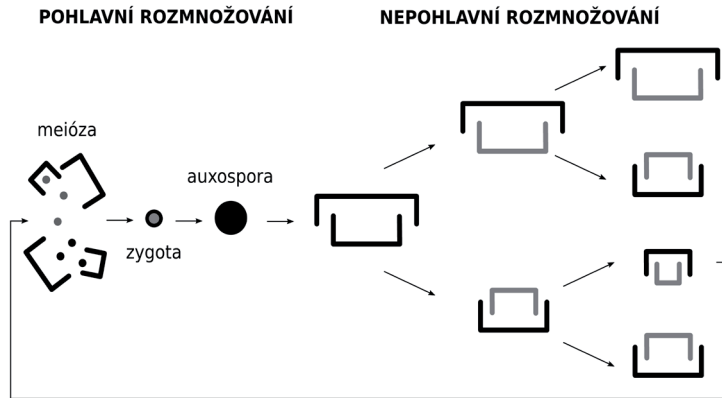 POHLAVNÍ ROZMNOŽOVÁNÍ
NEPOHLAVNÍ ROZMNOŽOVÁNÍ
meióza
auxospora
zygota